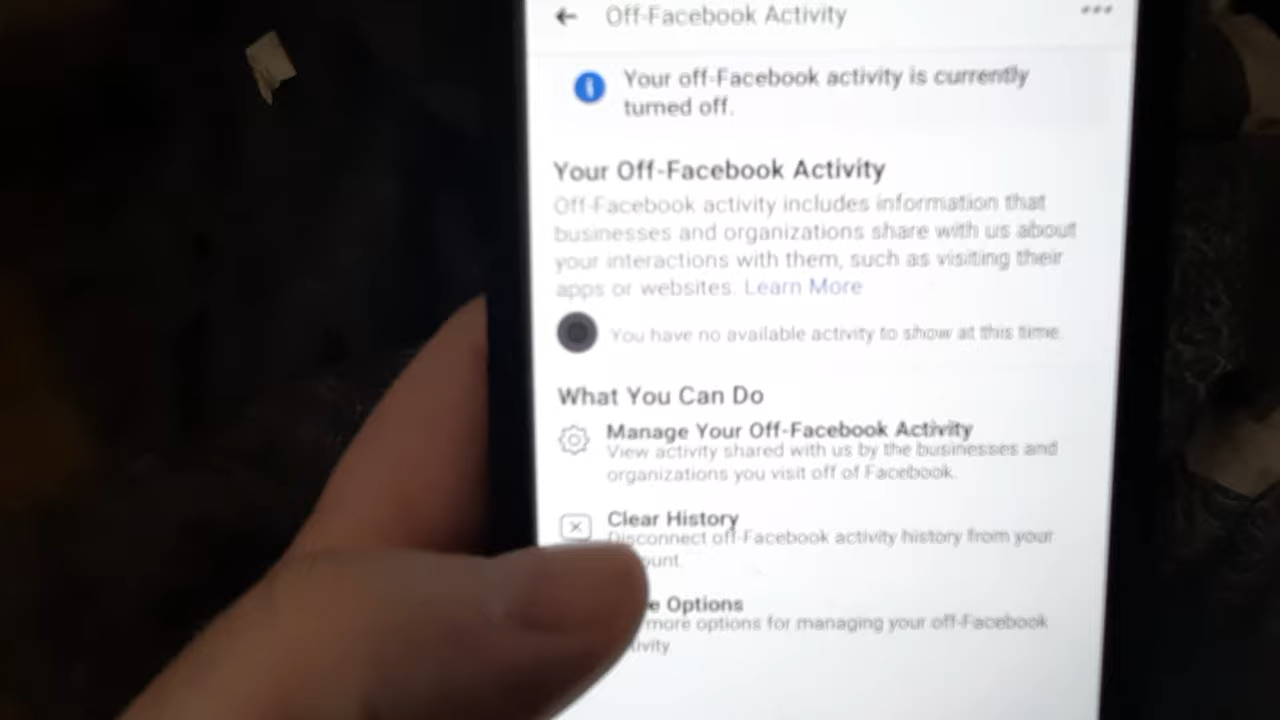 Off-Facebook Activity
Your off-Facebook activity is currently
turned off.
Your Off-Facebook Activity
Off-Facebook activity includes information that
businesses and organizations share with us about
your interactions with them, such as visiting their
apps or websites. Learn More
You have no available activity to show at this time.
What You Can Do
Manage Your Off-Facebook Activity
View activity shared with us by the businesses and
organizations you visit off of Facebook.
Clear History
Disconnect off-Facebook activity history from your
ount.
e Options
more options for managing your off-Facebook
ivity.